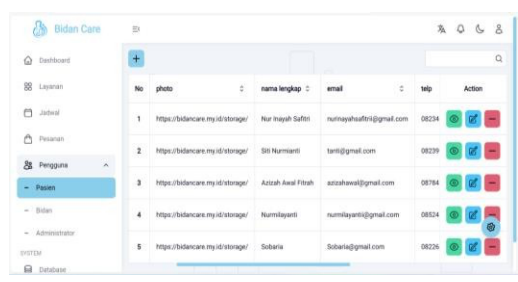 Bidan Care
Dashboard
Layanan
Jadwal
Pesanan
Pengguna
Pasien
Bidan
Administrator
SYSTEM
Database
No photo nama lengkap email telp Action
1 https://bidancare.my.id/storage/ Nur Inayah Safitri nurinayahsafitrii@gmail.com 08234
2 https://bidancare.my.id/storage/ Siti Nurmianti tanti@gmail.com 08239
3 https://bidancare.my.id/storage/ Azizah Awal Fitrah azizahawal@gmail.com 08784
4 https://bidancare.my.id/storage/ Nurmilayanti nurmilayantii@gmail.com 08524
5 https://bidancare.my.id/storage/ Sobaria Sobaria@gmail.com 08226